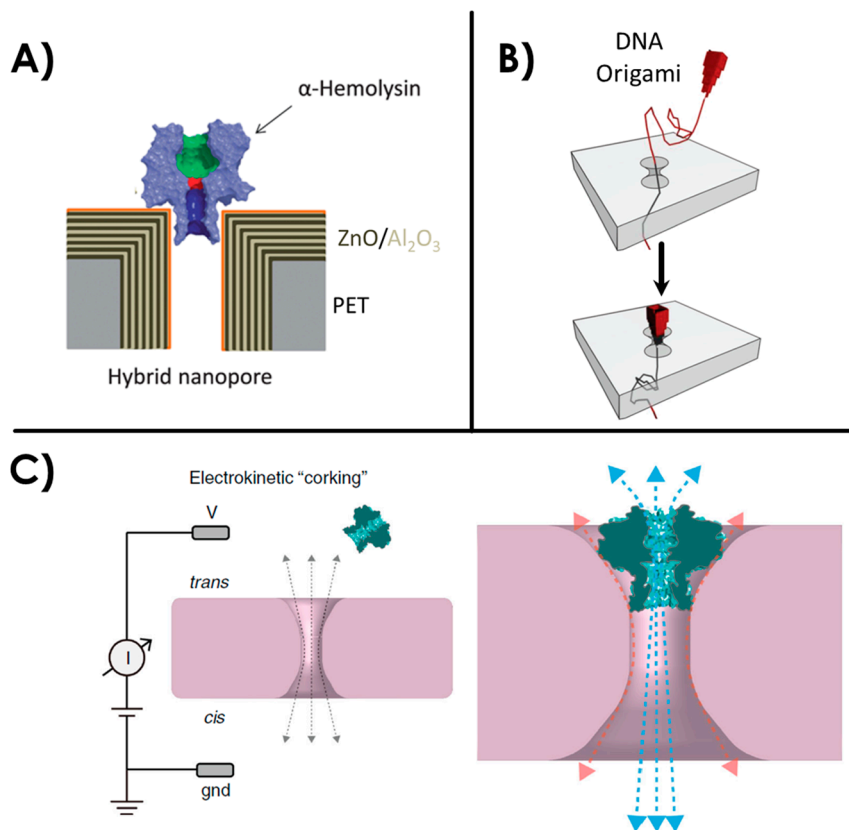 A)
α-Hemolysin
ZnO/Al₂O₃
PET
Hybrid nanopore
B)
DNA
Origami
C)
Electrokinetic “corking”
V
trans
I
cis
gnd